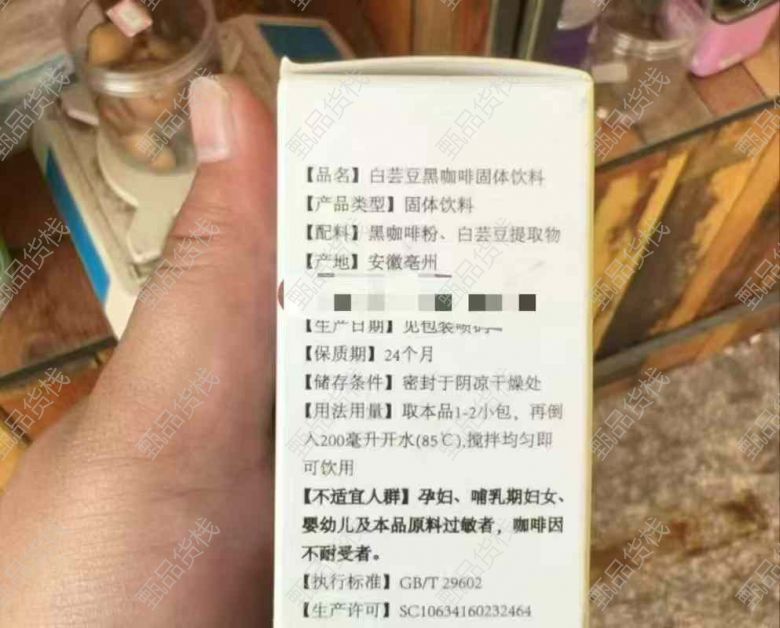 【品名】白芸豆黑咖啡固体饮料
【产品类型】固体饮料
【配料】黑咖啡粉、白芸豆提取物
【产地】安徽亳州
【生产日期】见包装喷码
【保质期】24个月
【储存条件】密封于阴凉干燥处
【用法用量】取本品1-2小包，再倒
入200毫升开水(85℃),搅拌均匀即
可饮用
【不适宜人群】孕妇、哺乳期妇女、
婴幼儿及本品原料过敏者，咖啡因
不耐受者。
【执行标准】GB/T 29602
【生产许可】SC10634160232464
甄品货栈